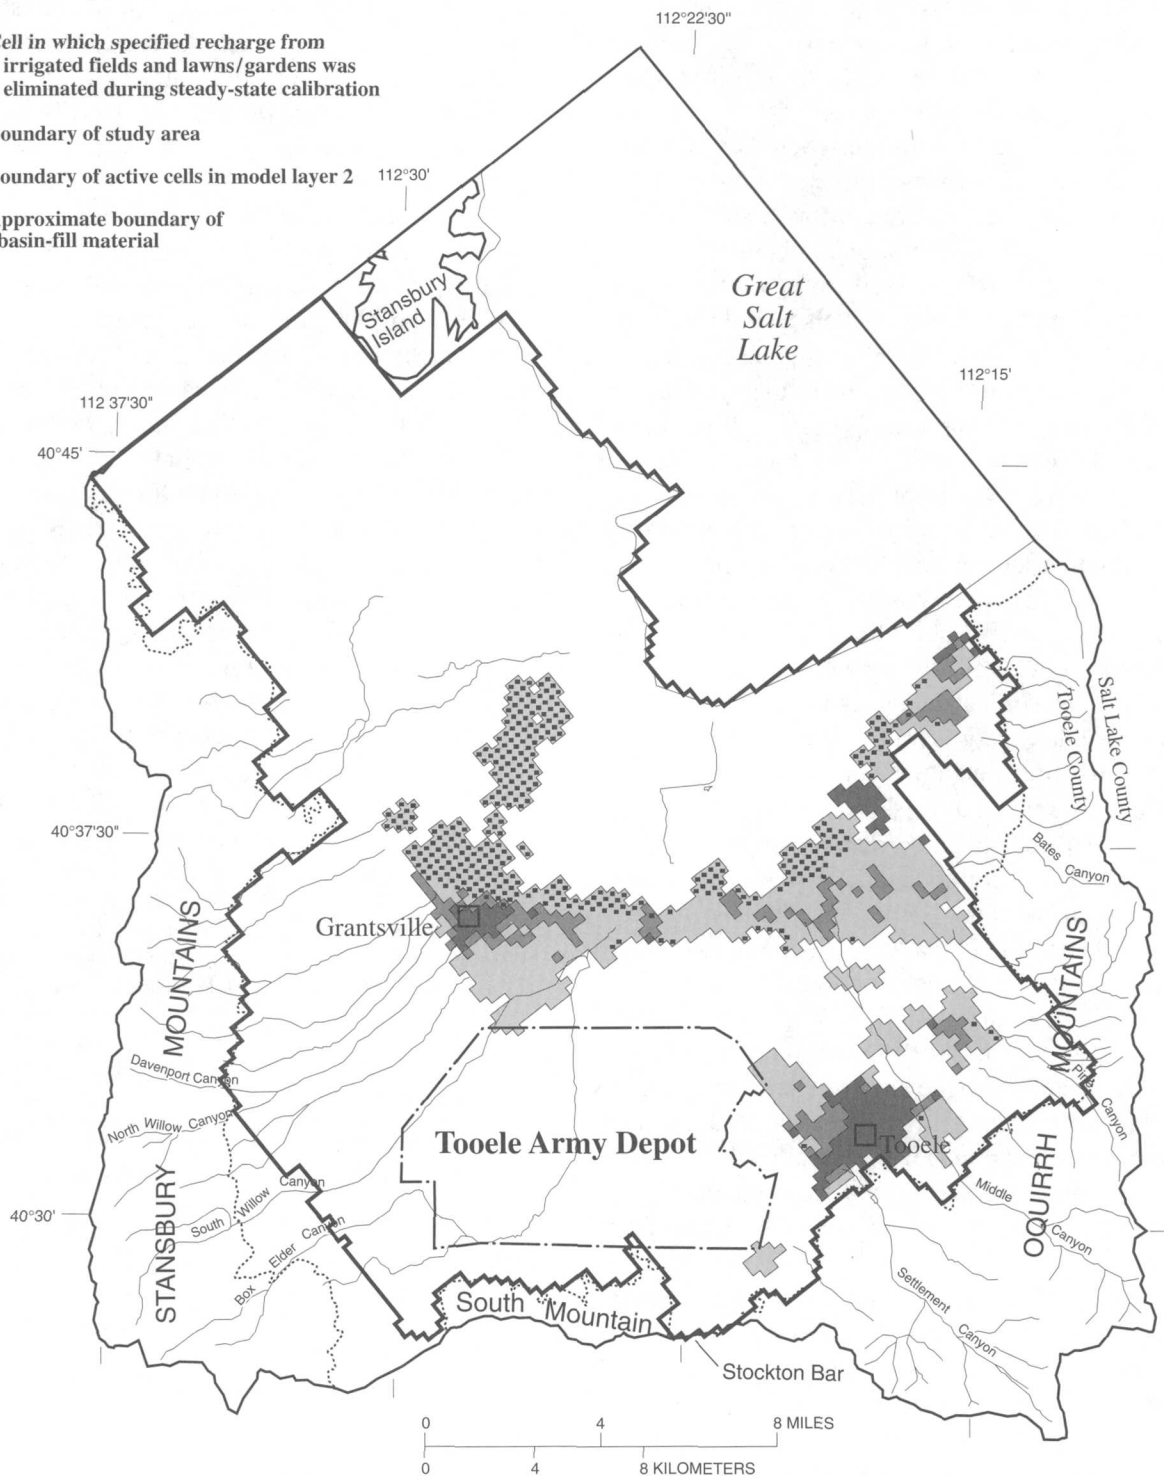 112°22'30"
ell in which specified recharge from
irrigated fields and lawns/gardens was
eliminated during steady-state calibration
oundary of study area
oundary of active cells in model layer 2
112°30'
pproximate boundary of
basin-fill material
Stansbury
Island
Great
Salt
Lake
112°15'
112 37'30"
40°45'
Salt Lake County
Tooele County
40°37'30"
Bates
Canyon
Grantsville
MOUNTAINS
MOUNTAINS
Davenport Canyon
Pine
Canyon
North Willow Canyon
Tooele Army Depot
Tooele
STANSBURY
OQUIRRH
South Willow Canyon
Middle
Canyon
40°30'
Box Elder Canyon
Settlement
Canyon
South Mountain
Stockton Bar
0 4 8 MILES
0 4 8 KILOMETERS